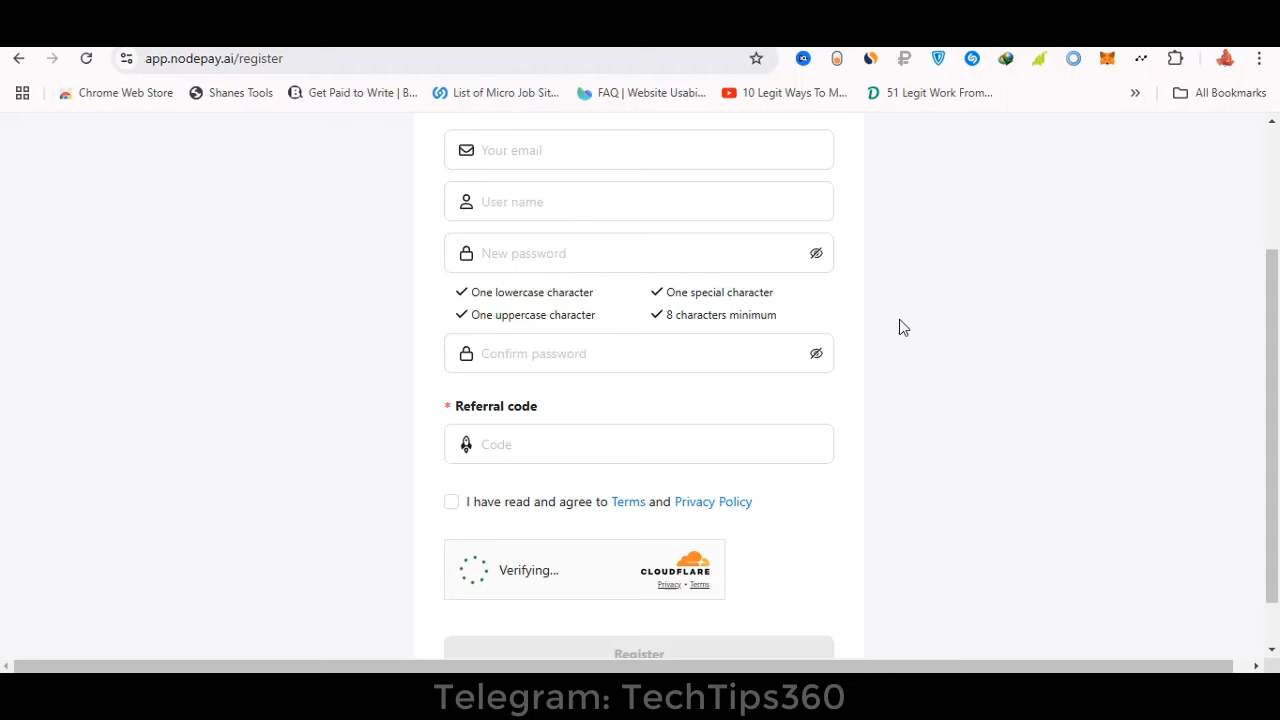 app.nodepay.ai/register
Chrome Web Store
Shanes Tools
Get Paid to Write | B...
List of Micro Job Sit...
FAQ | Website Usabi...
10 Legit Ways To M...
51 Legit Work From...
»
All Bookmarks
Your email
User name
New password
One lowercase character
One special character
One uppercase character
8 characters minimum
Confirm password
* Referral code
Code
I have read and agree to Terms and Privacy Policy
Verifying...
CLOUDFLARE
Privacy • Terms
Register
Telegram: TechTips360